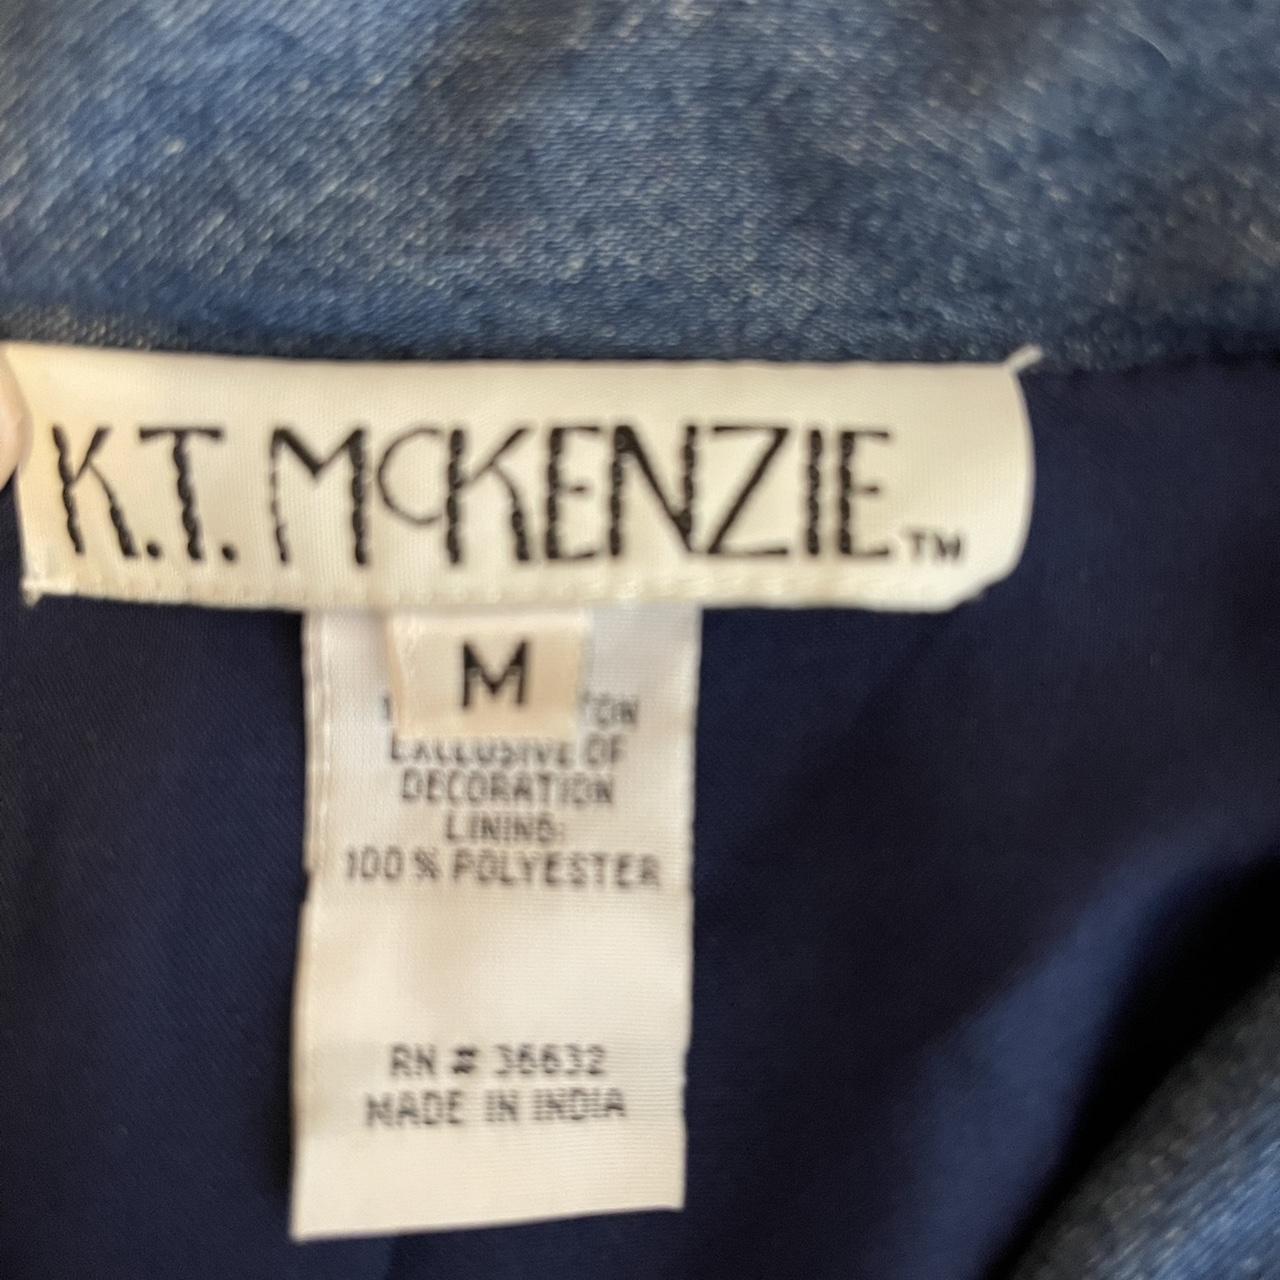 K.T. McKENZIE™
M
EXCLUSIVE OF
DECORATION
LINING:
100% POLYESTER
RN # 36632
MADE IN INDIA